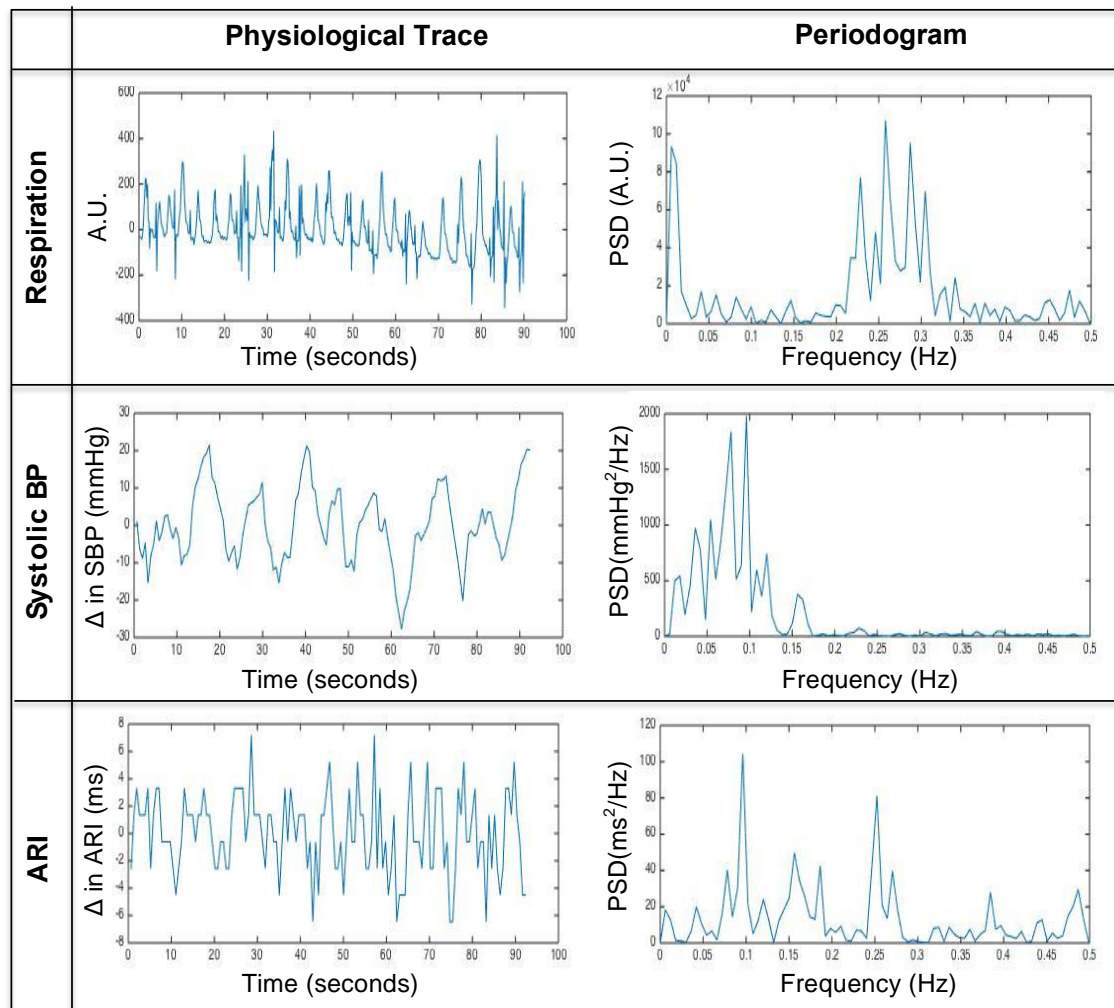 Physiological Trace
Periodogram
Respiration
A.U.
600
400
200
0
-200
-400
0 10 20 30 40 50 60 70 80 90 100
Time (seconds)
PSD (A.U.)
×10⁴
12
10
8
6
4
2
0
0 0.05 0.1 0.15 0.2 0.25 0.3 0.35 0.4 0.45 0.5
Frequency (Hz)
Systolic BP
Δ in SBP (mmHg)
30
20
10
0
-10
-20
-30
0 10 20 30 40 50 60 70 80 90 100
Time (seconds)
PSD(mmHg²/Hz)
2000
1500
1000
500
0
0 0.05 0.1 0.15 0.2 0.25 0.3 0.35 0.4 0.45 0.5
Frequency (Hz)
ARI
Δ in ARI (ms)
8
6
4
2
0
-2
-4
-6
-8
0 10 20 30 40 50 60 70 80 90 100
Time (seconds)
PSD(ms²/Hz)
120
100
80
60
40
20
0
0 0.05 0.1 0.15 0.2 0.25 0.3 0.35 0.4 0.45 0.5
Frequency (Hz)